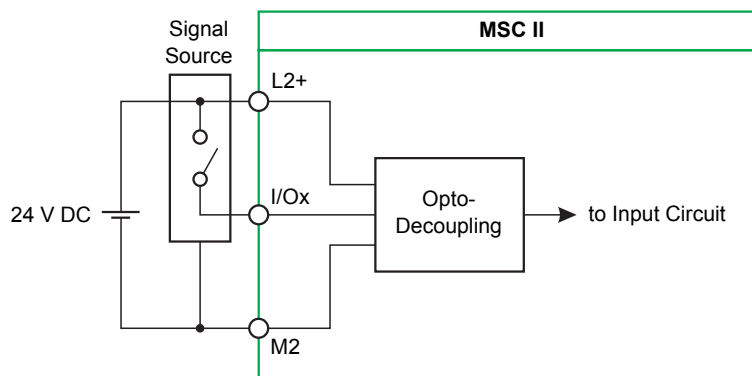 Signal
Source
MSC II
L2+
I/Ox
24 V DC
Opto-
Decoupling
to Input Circuit
M2